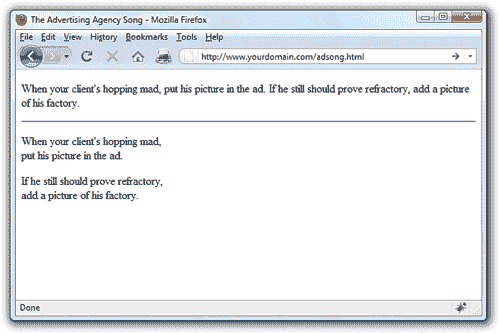 The Advertising Agency Song - Mozilla Firefox
File Edit View History Bookmarks Tools Help
http://www.yourdomain.com/adsong.html
When your client's hopping mad, put his picture in the ad. If he still should prove refractory, add a picture
of his factory.
When your client's hopping mad,
put his picture in the ad.
If he still should prove refractory,
add a picture of his factory.
Done